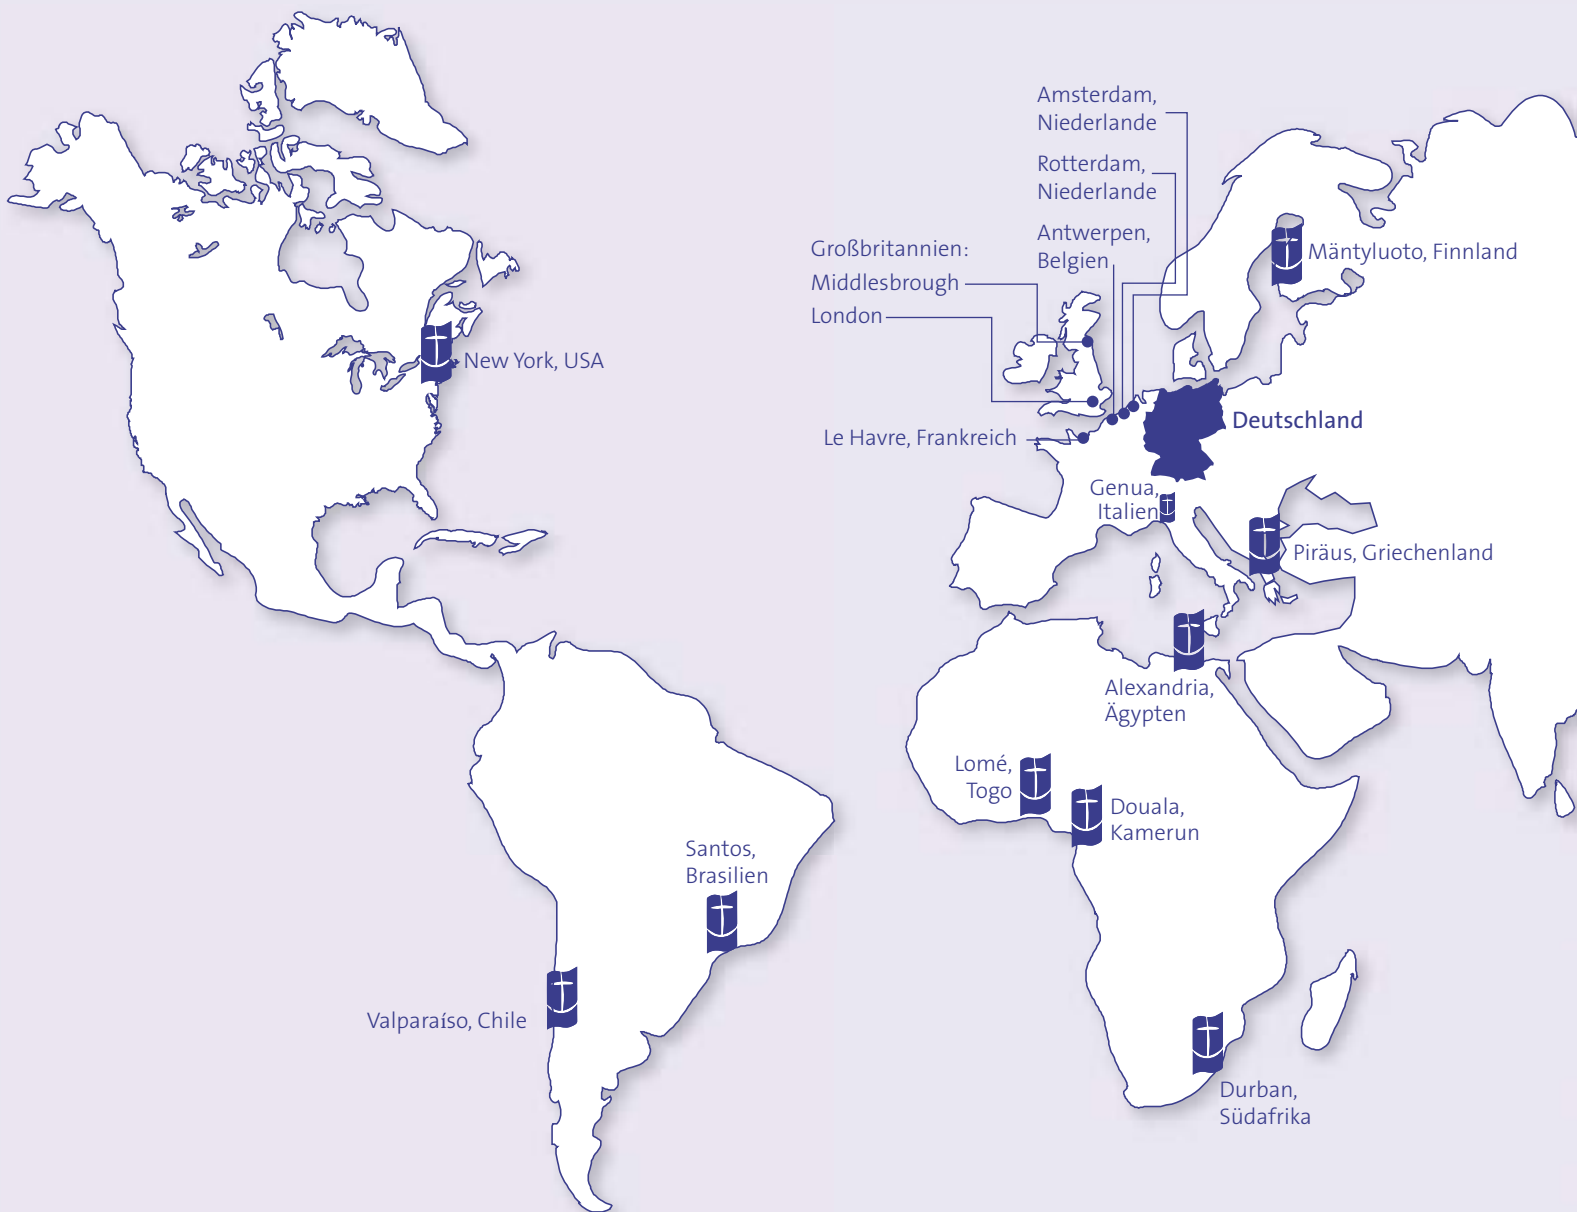 Amsterdam,
Niederlande
Rotterdam,
Niederlande
Antwerpen,
Belgien
Großbritannien:
Middlesbrough
London
Mäntyluoto, Finnland
New York, USA
Deutschland
Le Havre, Frankreich
Genua,
Italien
Piräus, Griechenland
Alexandria,
Ägypten
Lomé,
Togo
Douala,
Kamerun
Santos,
Brasilien
Valparaíso, Chile
Durban,
Südafrika